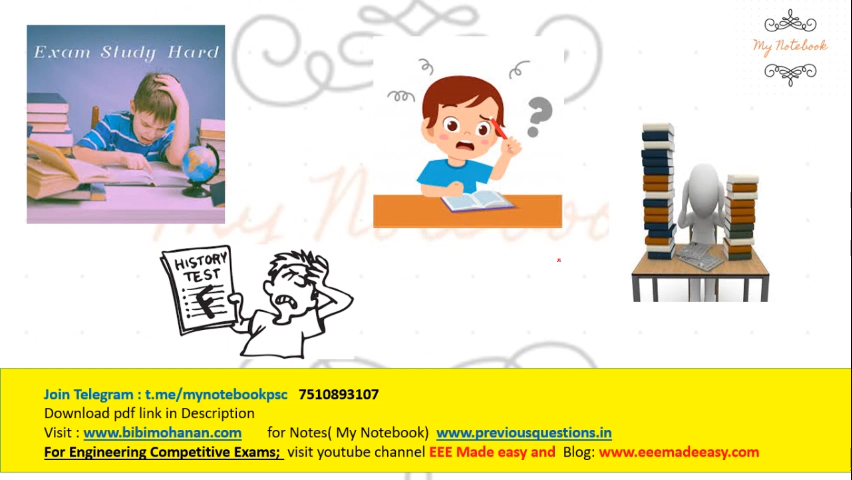 Exam Study Hard
My Notebook
My Notebook
HISTORY
TEST
F
Join Telegram : t.me/mynotebookpsc 7510893107
Download pdf link in Description
Visit : www.bibimohanan.com for Notes( My Notebook) www.previousquestions.in
For Engineering Competitive Exams; visit youtube channel EEE Made easy and Blog: www.eeemadeeasy.com